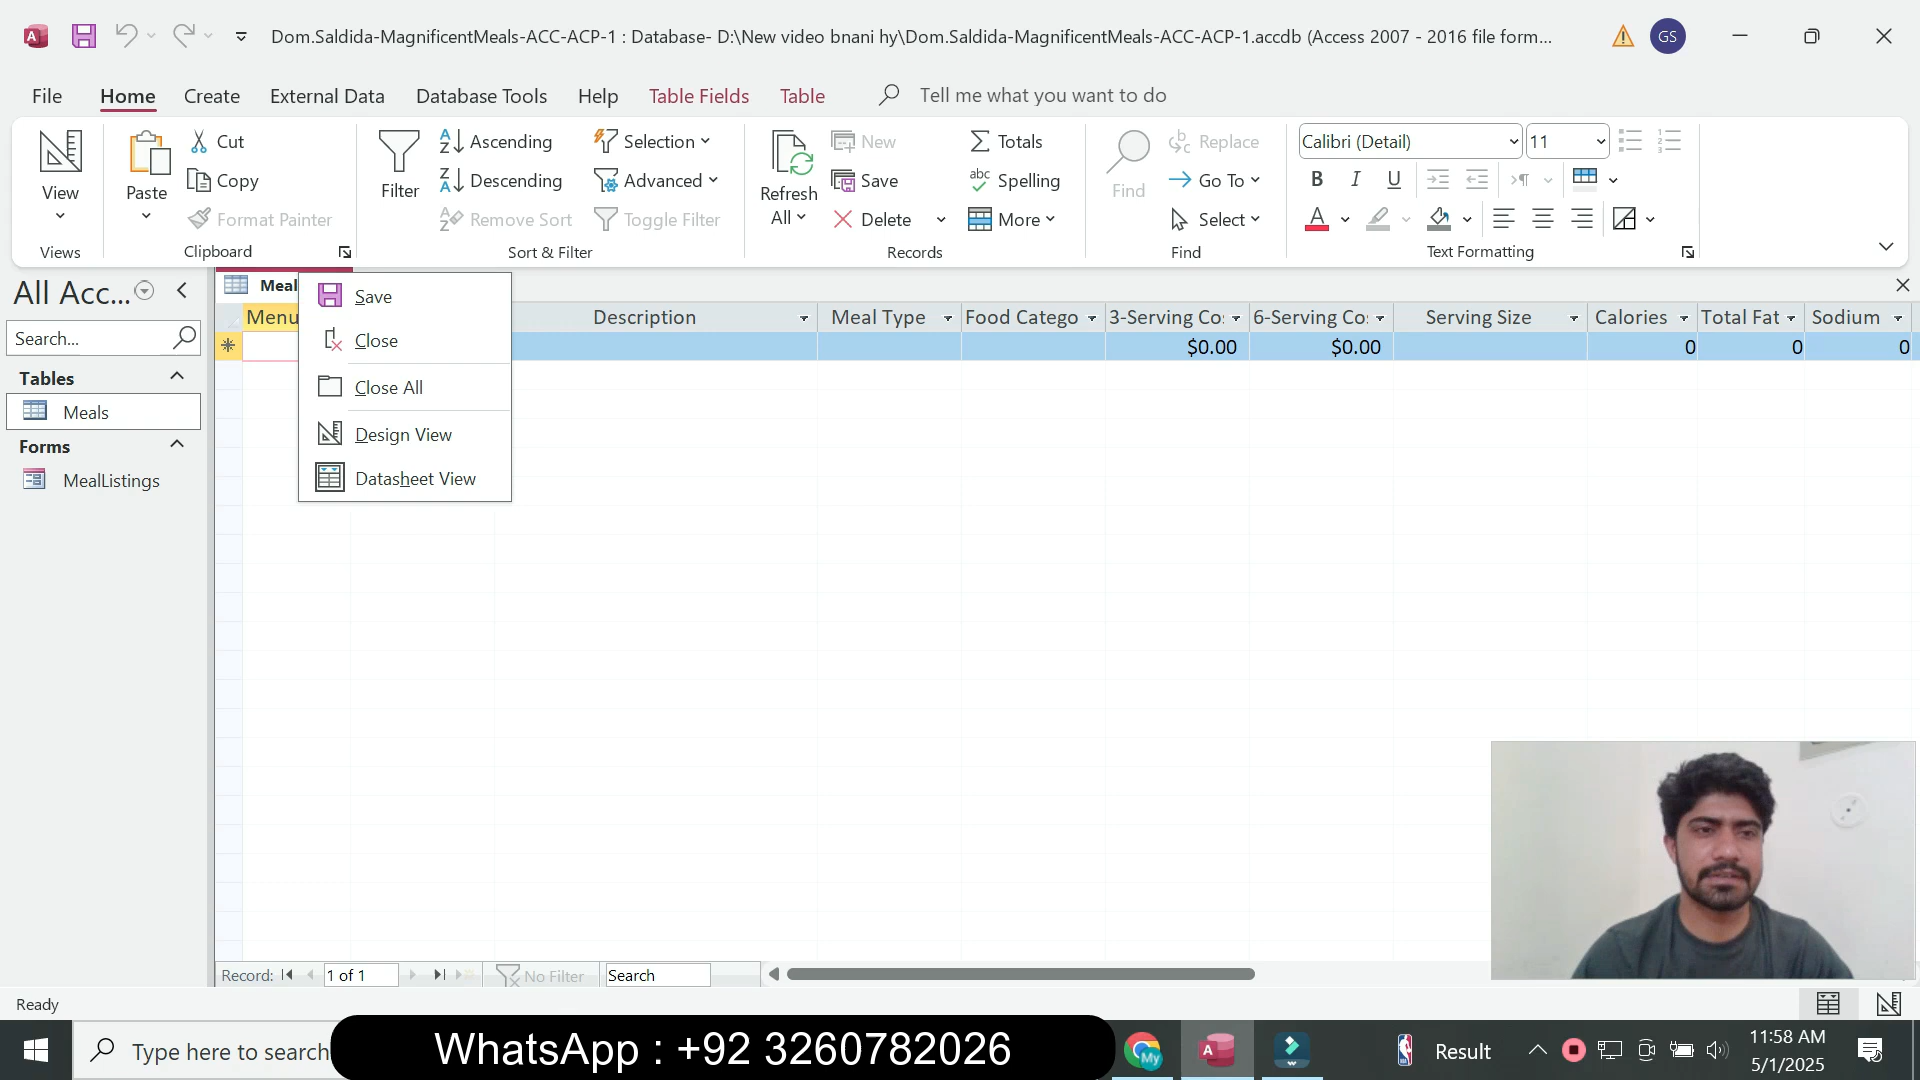 Dom.Saldida-MagnificentMeals-ACC-ACP-1 : Database- D:\New video bnani hy\Dom.Saldida-MagnificentMeals-ACC-ACP-1.accdb (Access 2007 - 2016 file form...
GS
File Home Create External Data Database Tools Help Table Fields Table Tell me what you want to do
View
Views
Paste
Cut
Copy
Format Painter
Clipboard
Filter
Ascending
Descending
Remove Sort
Selection
Advanced
Toggle Filter
Sort & Filter
Refresh
All
New
Save
Delete
Totals
Spelling
More
Records
Find
Replace
Go To
Select
Find
Calibri (Detail) 11
B I U
Text Formatting
All Acc...
Search...
Tables
Meals
Forms
MealListings
Meal
Menu Description Meal Type Food Catego 3-Serving Co 6-Serving Co Serving Size Calories Total Fat Sodium
$0.00 $0.00 0 0 0
Save
Close
Close All
Design View
Datasheet View
Record: 1 of 1 No Filter Search
Ready
Type here to search
WhatsApp : +92 3260782026
My
Result
11:58 AM
5/1/2025